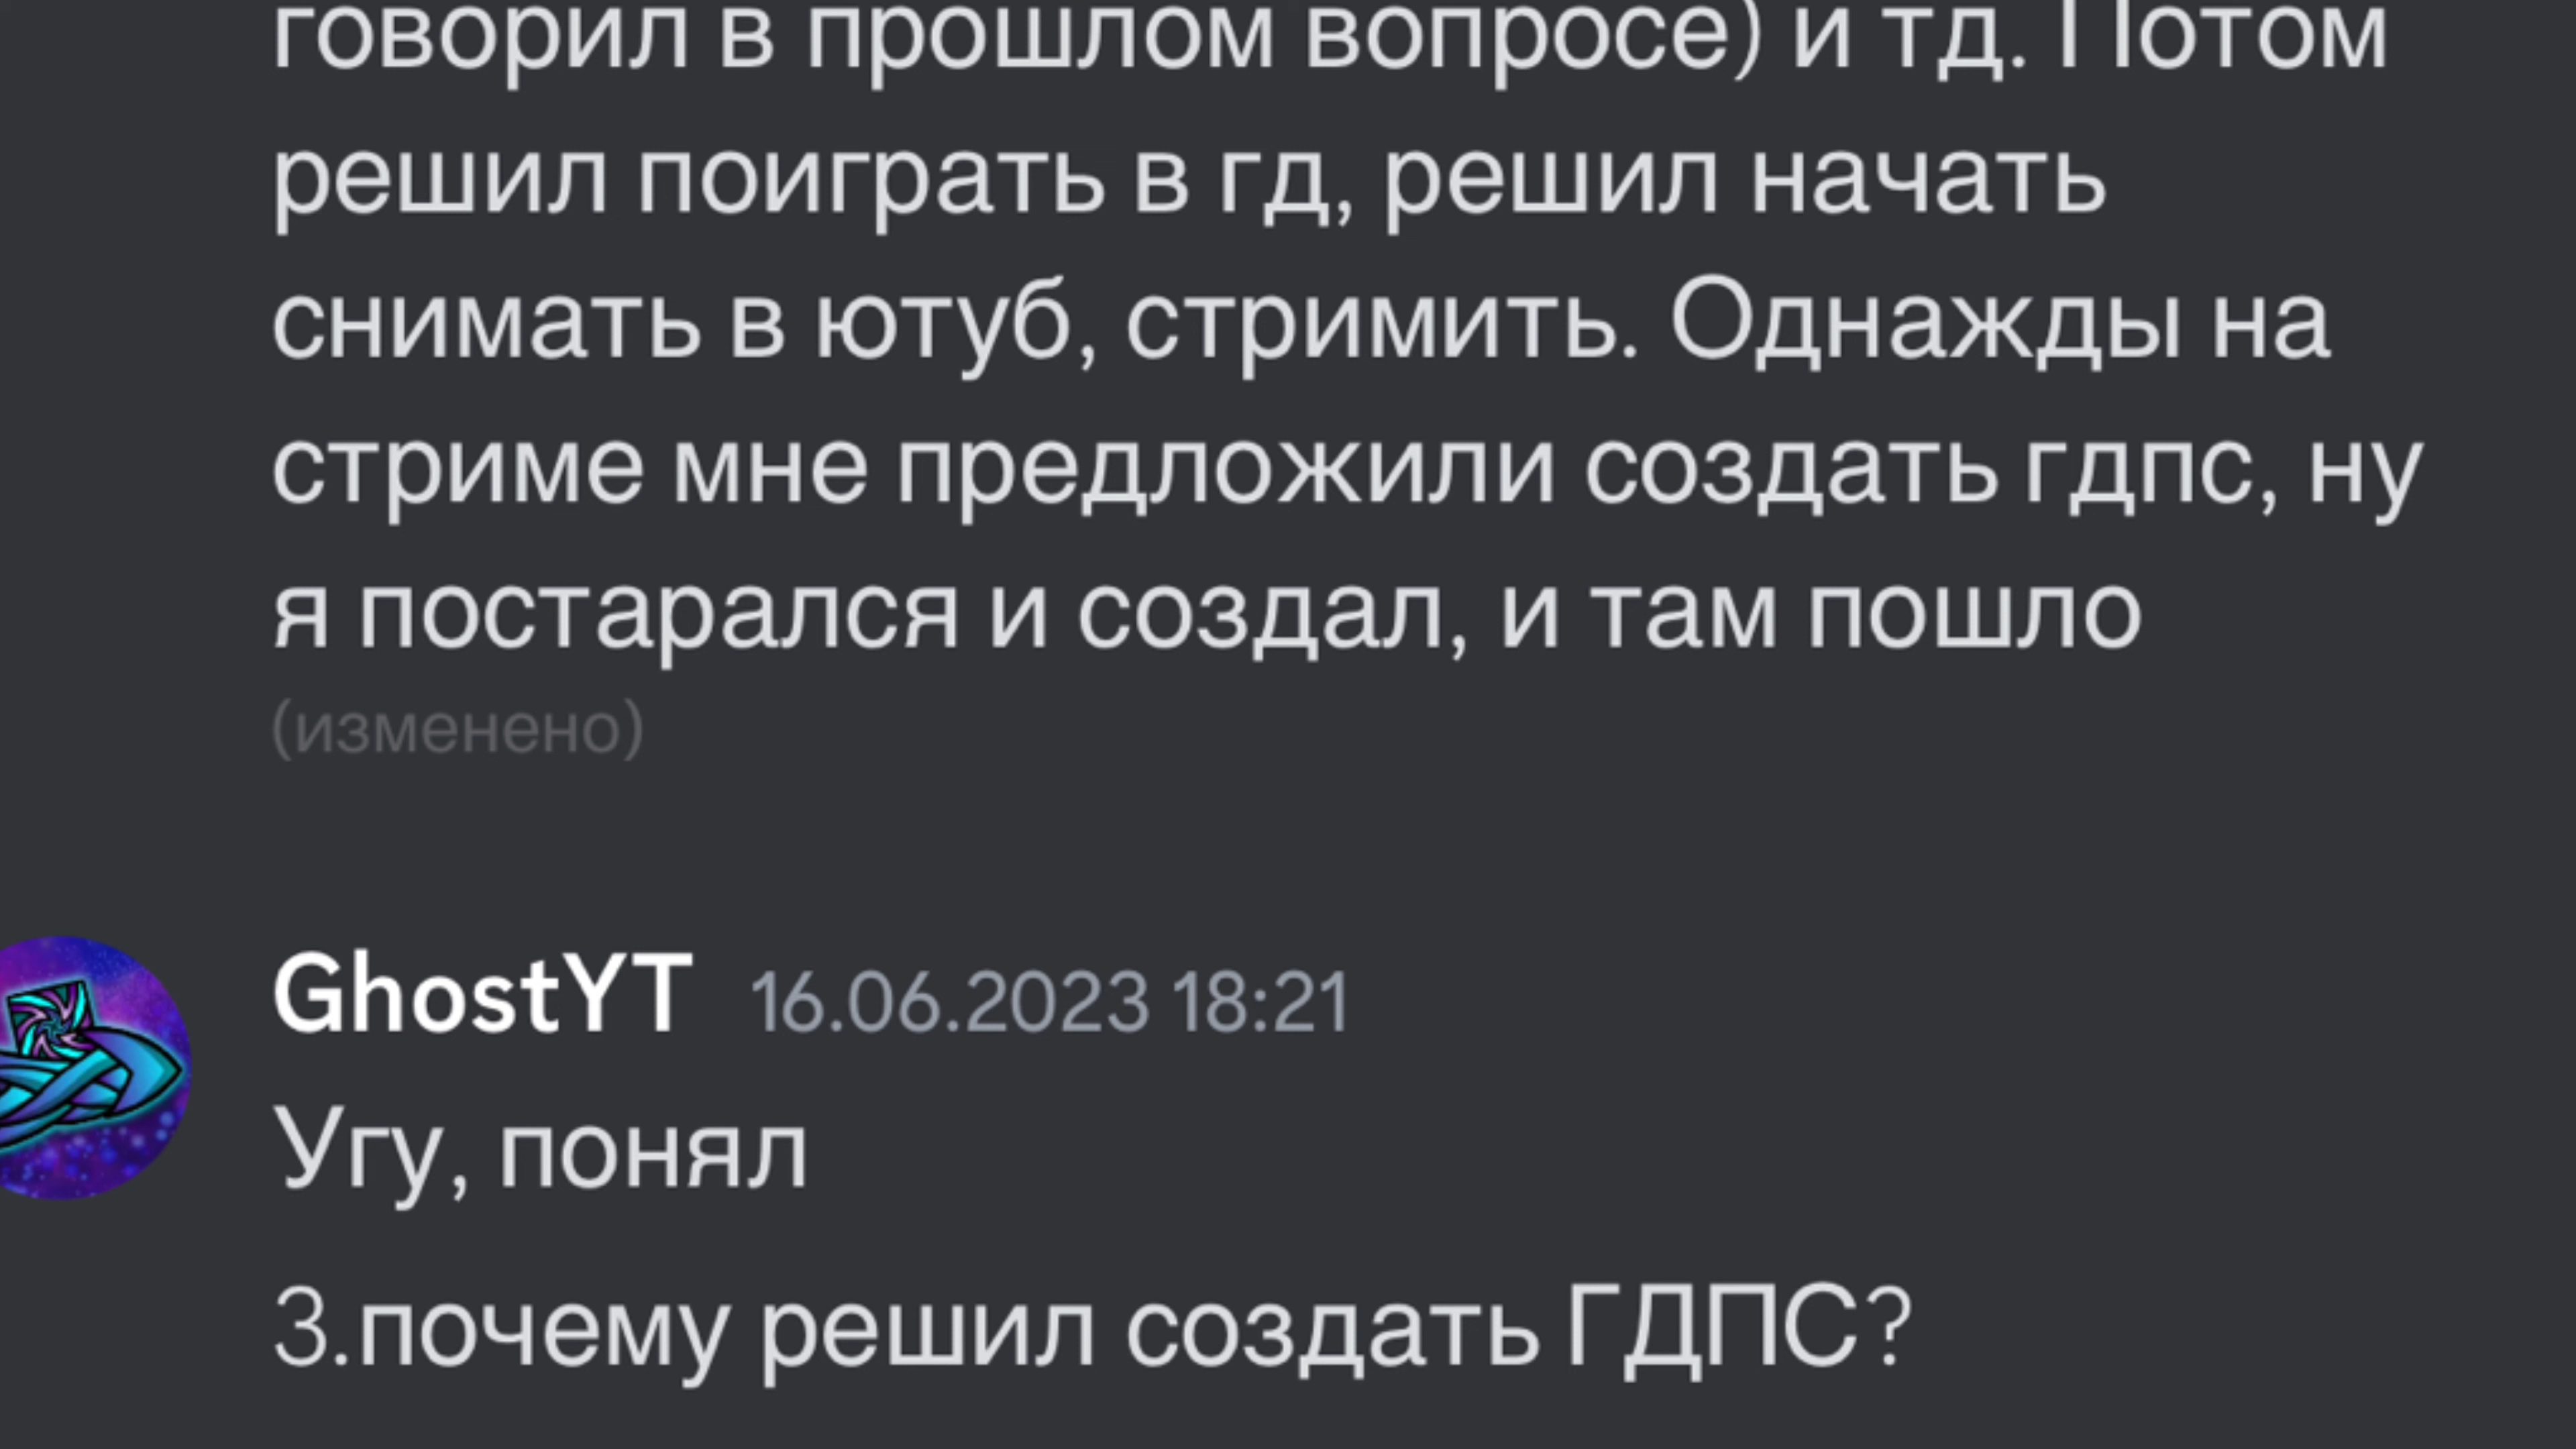 говорил в прошлом вопросе) и тд. Потом
решил поиграть в гд, решил начать
снимать в ютуб, стримить. Однажды на
стриме мне предложили создать гдпс, ну
я постарался и создал, и там пошло
(изменено)
GhostYT 16.06.2023 18:21
Угу, понял
3.почему решил создать ГДПС?